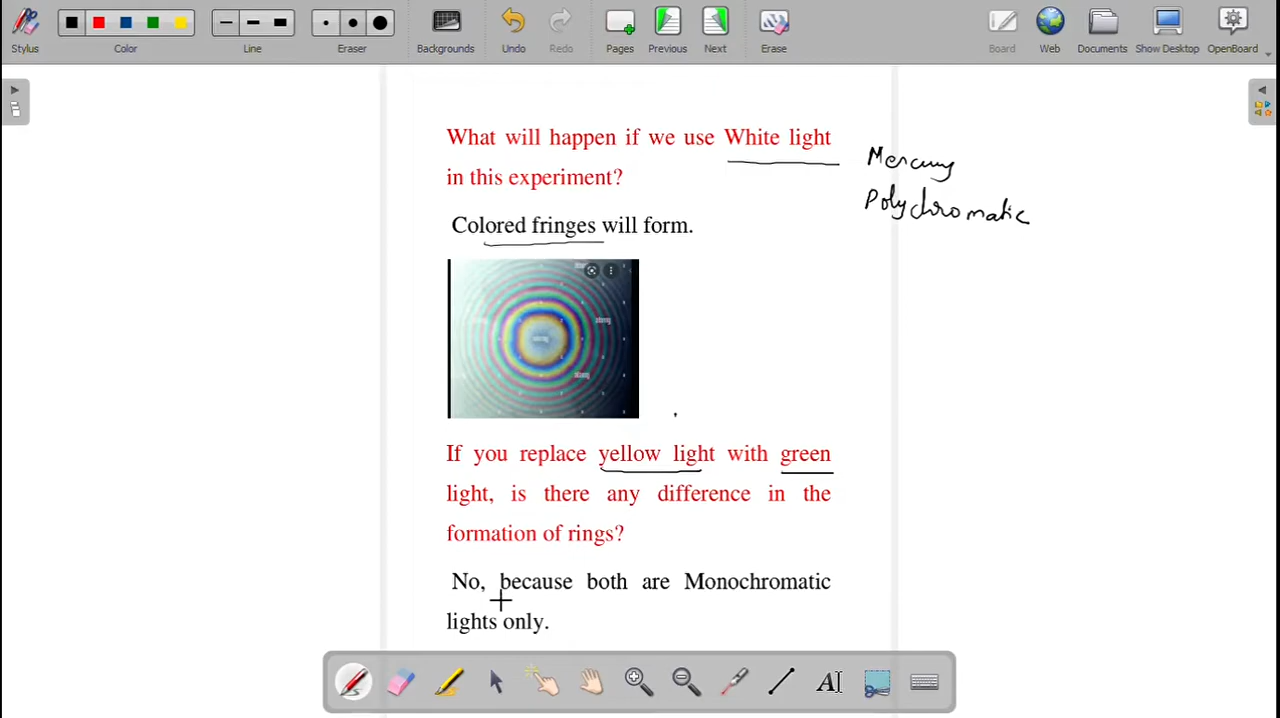 Stylus Color Line Eraser Backgrounds Undo Redo Pages Previous Next Erase Board Web Documents Show Desktop OpenBoard
What will happen if we use White light
in this experiment?
Mercury
Polychromatic
Colored fringes will form.
If you replace yellow light with green
light, is there any difference in the
formation of rings?
No, because both are Monochromatic
lights only.